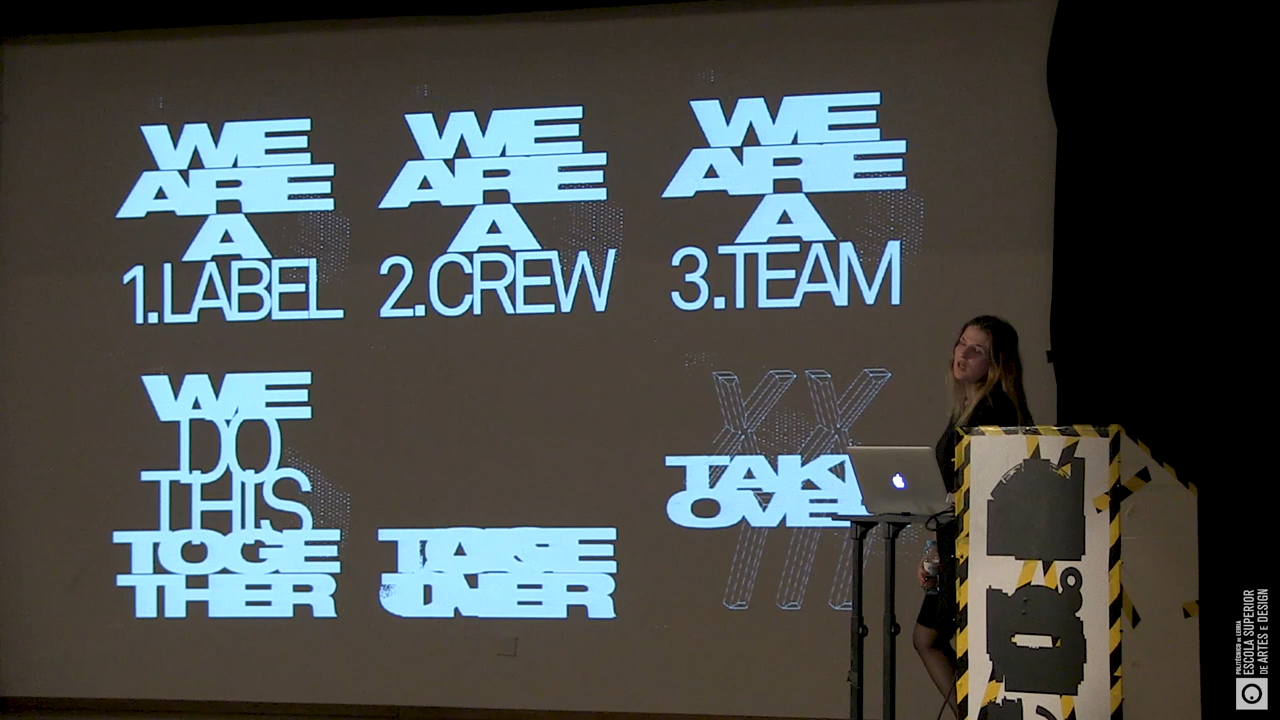 WE
ARE
A
1.LABEL
WE
ARE
A
2.CREW
WE
ARE
A
3.TEAM
WE
DO
THIS
TOGE
THER
TAKE
OVER
POLITÉCNICO DE LEIRIA
ESCOLA SUPERIOR
DE ARTES E DESIGN